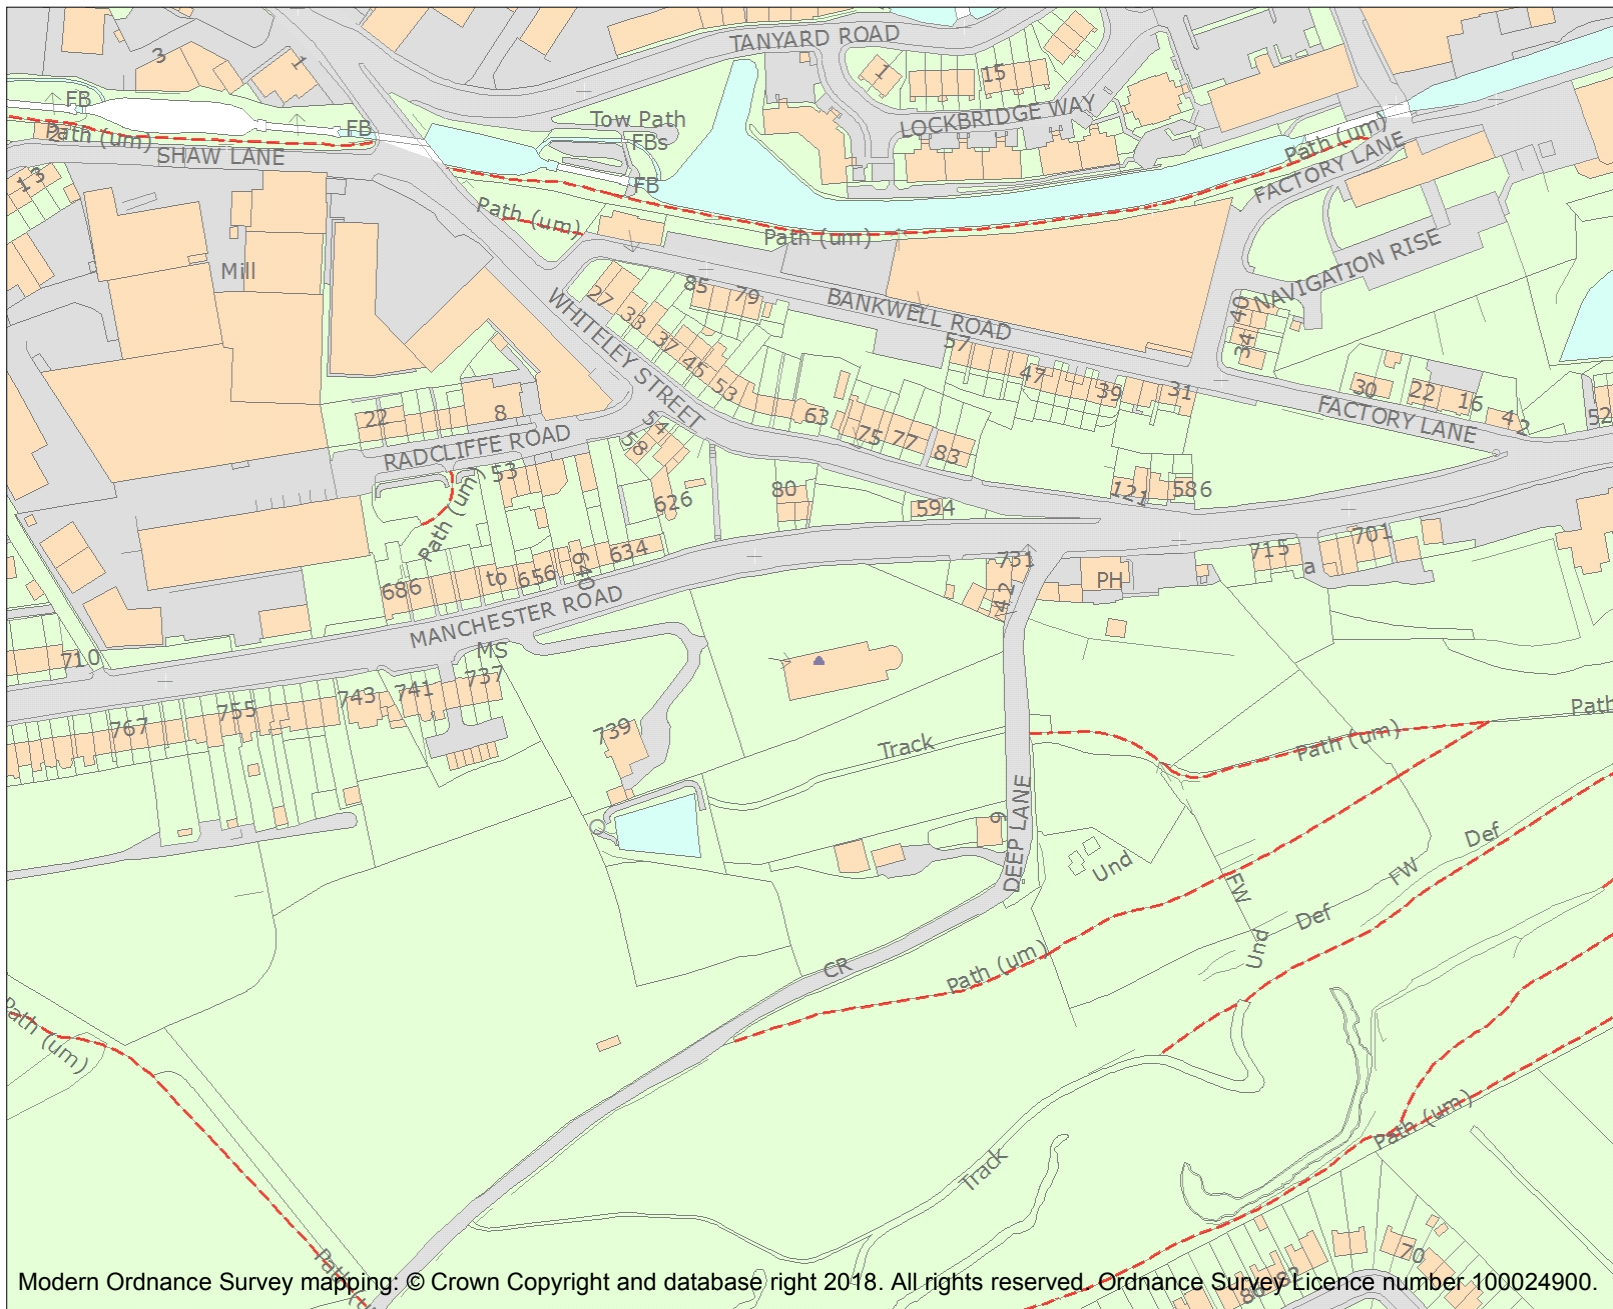 TANYARD ROAD
3
1
1
15
FB
LOCKBRIDGE WAY
Tow Path
FB
FBs
Path (um)
2
Path (um)
SHAW LANE
FACTORY LANE
FB
13
Path (um)
Path (um)
NAVIGATION RISE
Mill
85
79
27
BANKWELL ROAD
40
33
WHITELEY STREET
37
57
34
45
47
53
39
31
30
22
16
4
2
52
22
8
63
FACTORY LANE
54
75
77
RADCLIFFE ROAD
58
83
53
Path (um)
80
121
586
626
594
701
634
715
731
640
a
to
656
PH
686
42
MANCHESTER ROAD
MS
710
737
741
743
755
Path
767
739
Track
Path (um)
DEEP LANE
9
Und
Def
FW
FW
Def
Und
CR
Path (um)
Path (um)
Path (um)
Track
70
Path (u
82
86
Modern Ordnance Survey mapping: © Crown Copyright and database right 2018. All rights reserved. Ordnance Survey Licence number 100024900.